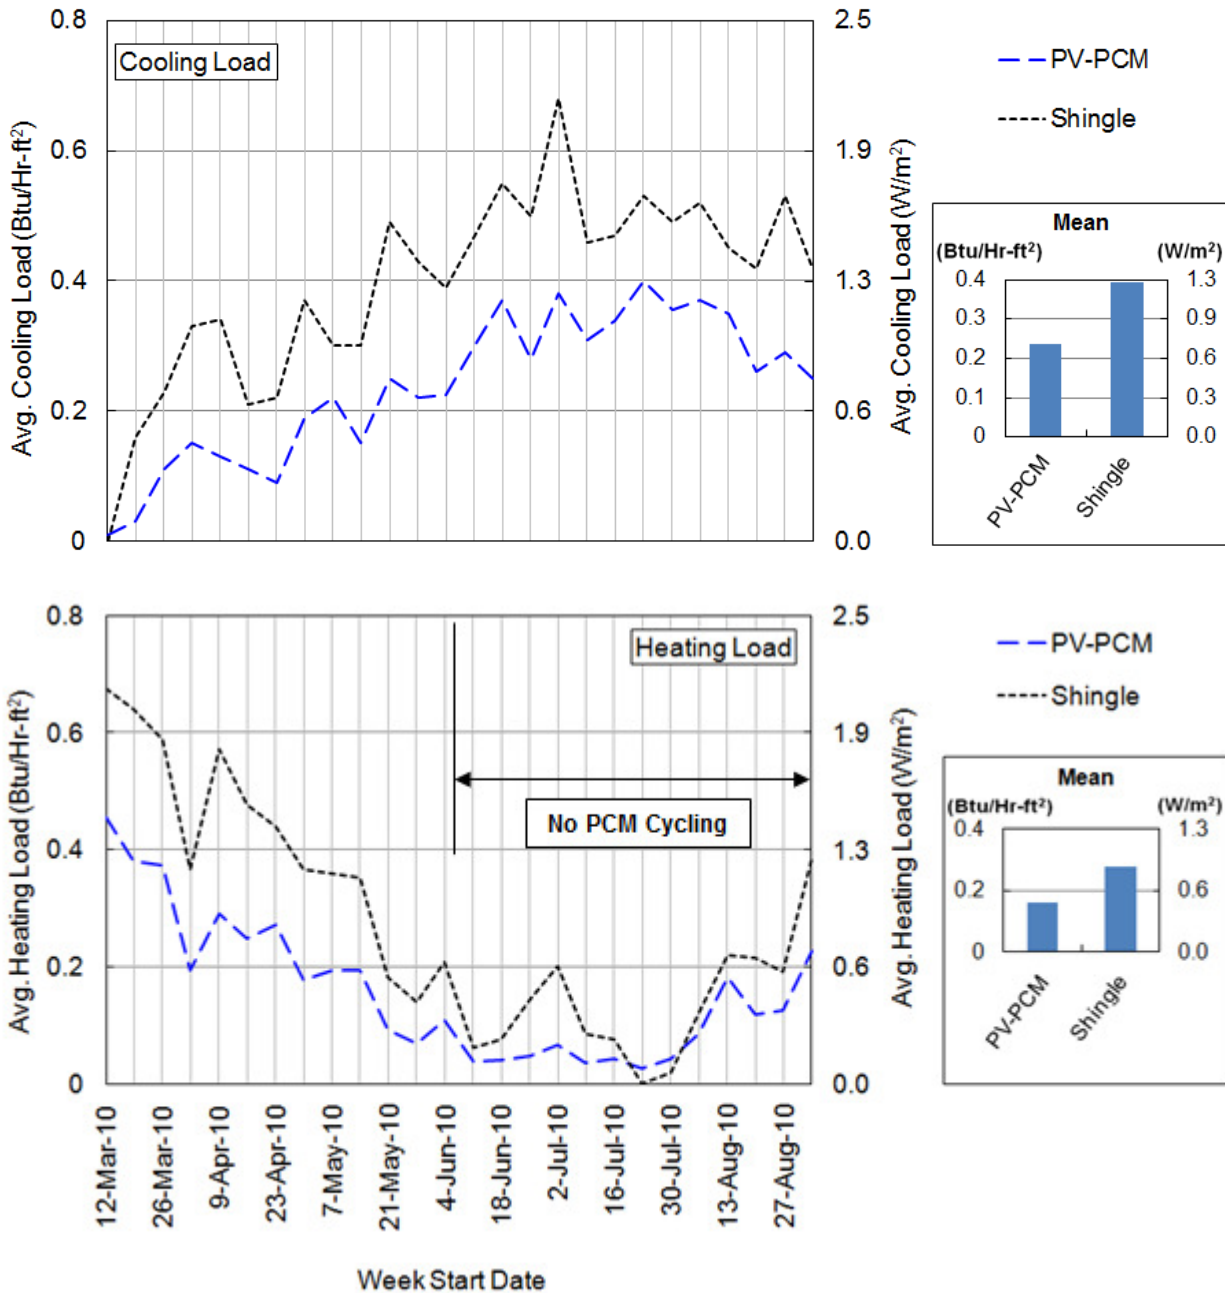 Cooling Load
Avg. Cooling Load (Btu/Hr-ft²)
0.8
0.6
0.4
0.2
0
2.5
1.9
1.3
0.6
0.0
Avg. Cooling Load (W/m²)
PV-PCM
Shingle
Mean
(Btu/Hr-ft²) (W/m²)
0.4 1.3
0.3 0.9
0.2 0.6
0.1 0.3
0 0.0
PV-PCM
Shingle
Heating Load
Avg. Heating Load (Btu/Hr-ft²)
0.8
0.6
0.4
0.2
0
2.5
1.9
1.3
0.6
0.0
Avg. Heating Load (W/m²)
No PCM Cycling
12-Mar-10
26-Mar-10
9-Apr-10
23-Apr-10
7-May-10
21-May-10
4-Jun-10
18-Jun-10
2-Jul-10
16-Jul-10
30-Jul-10
13-Aug-10
27-Aug-10
Week Start Date
PV-PCM
Shingle
Mean
(Btu/Hr-ft²) (W/m²)
0.4 1.3
0.2 0.6
0 0.0
PV-PCM
Shingle